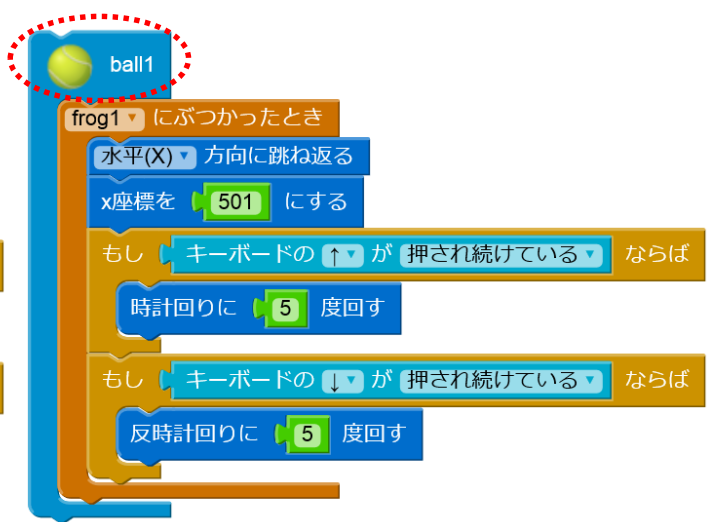 ball1
frog1 にぶつかったとき
水平(X) 方向に跳ね返る
x座標を 501 にする
もし キーボードの ↑ が 押され続けている ならば
時計回りに 5 度回す
もし キーボードの ↓ が 押され続けている ならば
反時計回りに 5 度回す